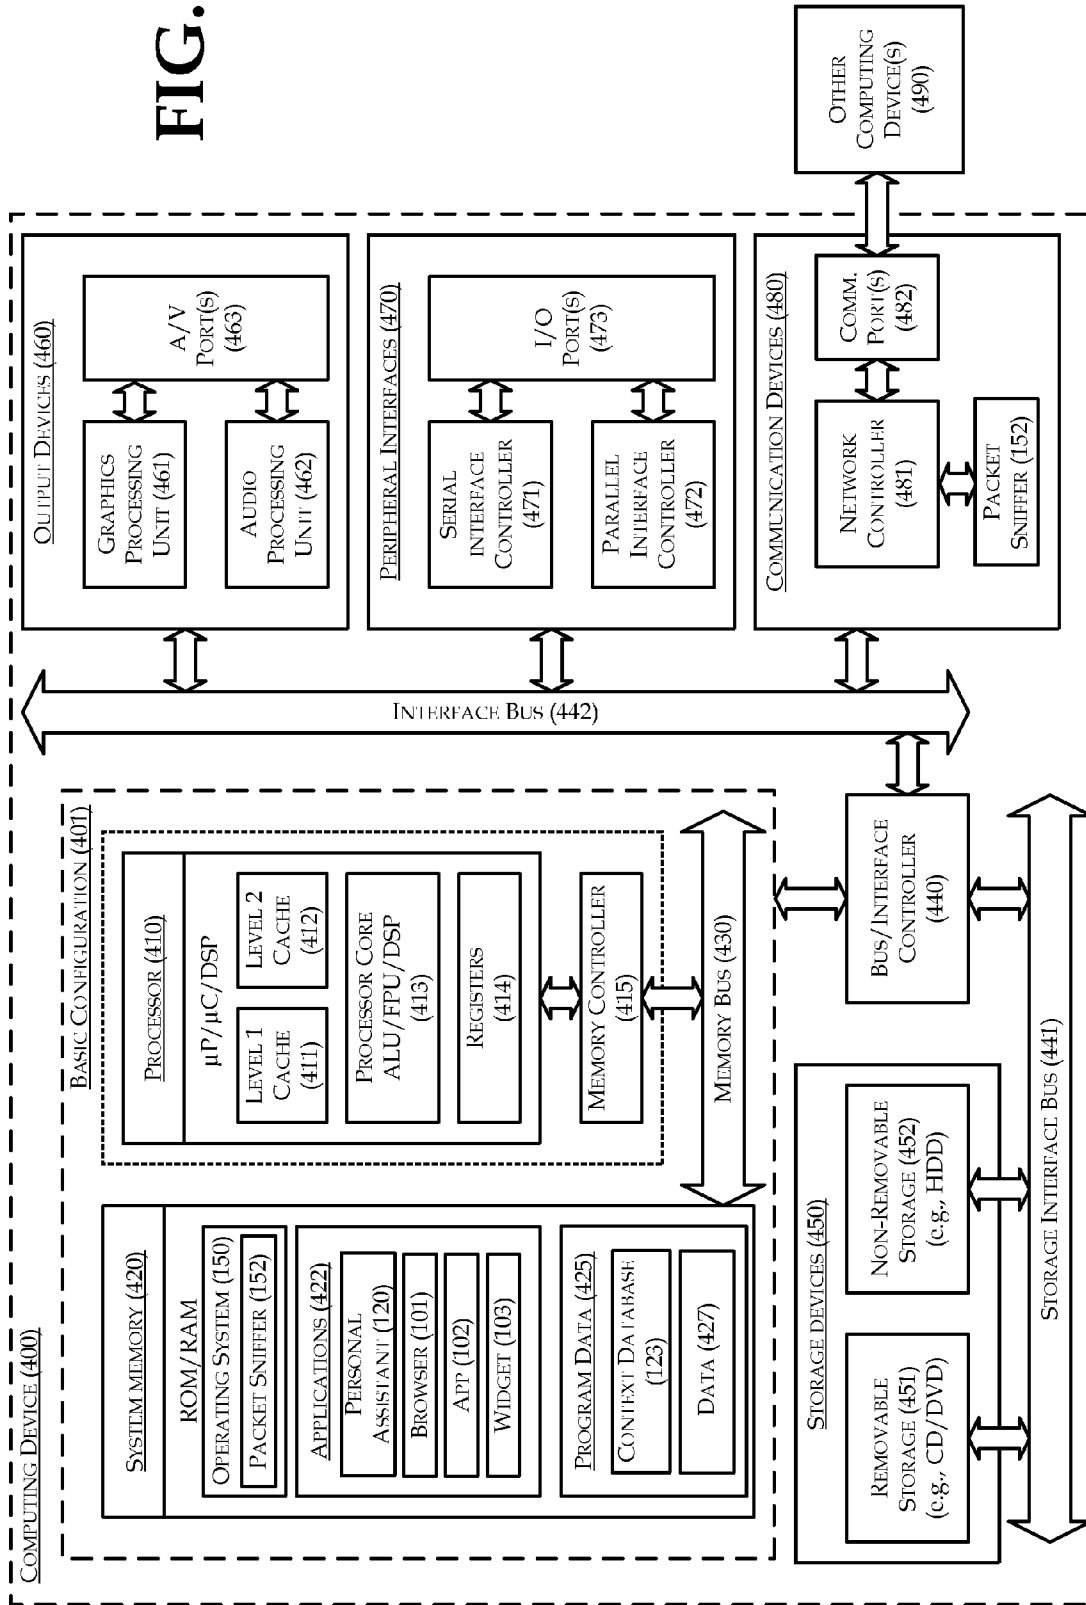 FIG.
COMPUTING DEVICE (400)
BASIC CONFIGURATION (401)
SYSTEM MEMORY (420)
ROM/RAM
OPERATING SYSTEM (150)
PACKET SNIFFER (152)
APPLICATIONS (422)
PERSONAL
ASSISTANT (120)
BROWSER (101)
APP (102)
WIDGET (103)
PROGRAM DATA (425)
CONTEXT DATABASE
(123)
DATA (427)
PROCESSOR (410)
µP/µC/DSP
LEVEL 1
CACHE
(411)
LEVEL 2
CACHE
(412)
PROCESSOR CORE
ALU/FPU/DSP
(413)
REGISTERS
(414)
MEMORY CONTROLLER
(415)
MEMORY BUS (430)
STORAGE DEVICES (450)
REMOVABLE
STORAGE (451)
(e.g., CD/DVD)
NON-REMOVABLE
STORAGE (452)
(e.g., HDD)
STORAGE INTERFACE BUS (441)
BUS/INTERFACE
CONTROLLER
(440)
INTERFACE BUS (442)
OUTPUT DEVICES (460)
GRAPHICS
PROCESSING
UNIT (461)
AUDIO
PROCESSING
UNIT (462)
A/V
PORT(S)
(463)
PERIPHERAL INTERFACES (470)
SERIAL
INTERFACE
CONTROLLER
(471)
PARALLEL
INTERFACE
CONTROLLER
(472)
I/O
PORT(S)
(473)
COMMUNICATION DEVICES (480)
NETWORK
CONTROLLER
(481)
COMM.
PORT(S)
(482)
PACKET
SNIFFER (152)
OTHER
COMPUTING
DEVICE(S)
(490)